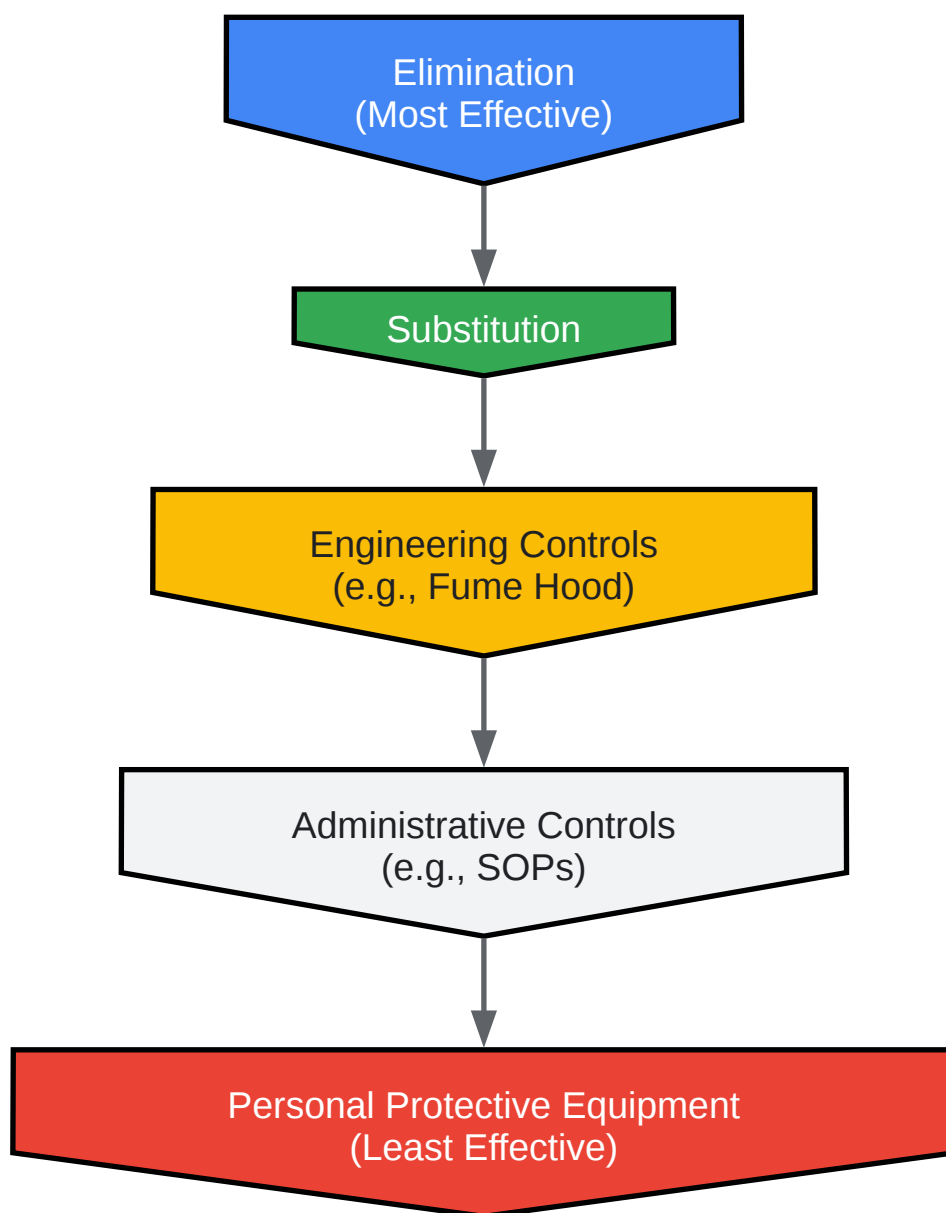 Elimination
(Most Effective)
Substitution
Engineering Controls
(e.g., Fume Hood)
Administrative Controls
(e.g., SOPs)
Personal Protective Equipment
(Least Effective)